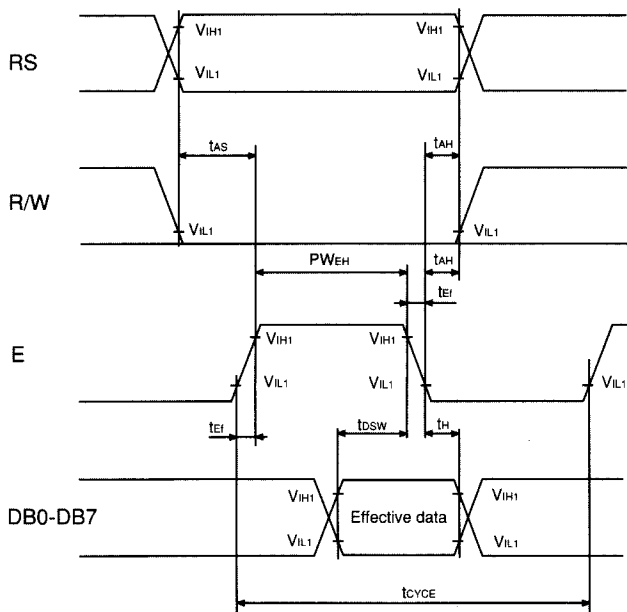 RS
VIH1
VIH1
VIL1
VIL1
tAS
tAH
R/W
VIL1
VIL1
PWEH
tAH
tEf
E
VIH1
VIH1
VIL1
VIL1
VIL1
tEf
tDSW
tH
DB0-DB7
VIH1
Effective data
VIH1
VIL1
VIL1
tCYCE